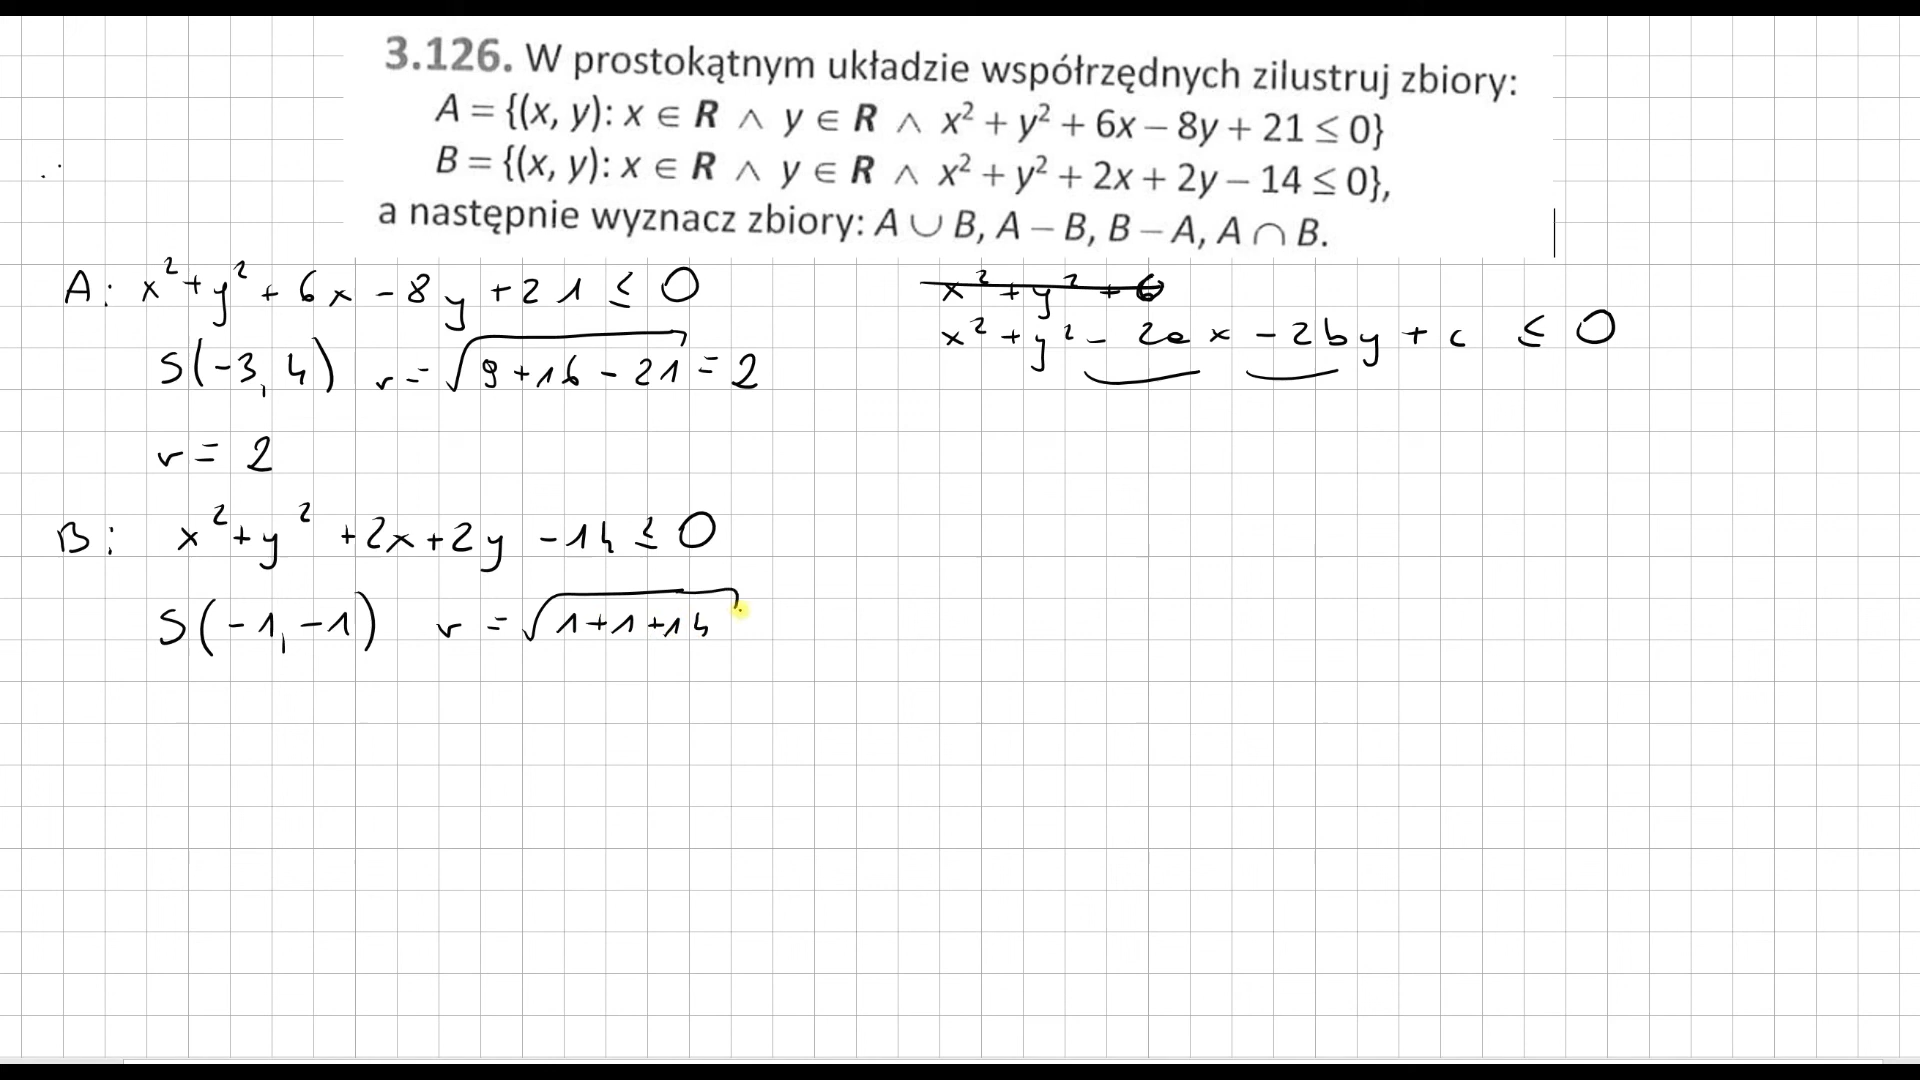 3.126. W prostokątnym układzie współrzędnych zilustruj zbiory:
A = {(x, y): x ∈ R ∧ y ∈ R ∧ x² + y² + 6x – 8y + 21 ≤ 0}
B = {(x, y): x ∈ R ∧ y ∈ R ∧ x² + y² + 2x + 2y – 14 ≤ 0},
a następnie wyznacz zbiory: A ∪ B, A – B, B – A, A ∩ B.
A: x² + y² + 6x - 8y + 21 ≤ 0
S(-3, 4) r = √(9+16-21) = 2
r = 2
B: x² + y² + 2x + 2y - 14 ≤ 0
S(-1, -1) r = √(1+1+14)
x² + y² + 6
x² + y² - 2ax - 2by + c ≤ 0